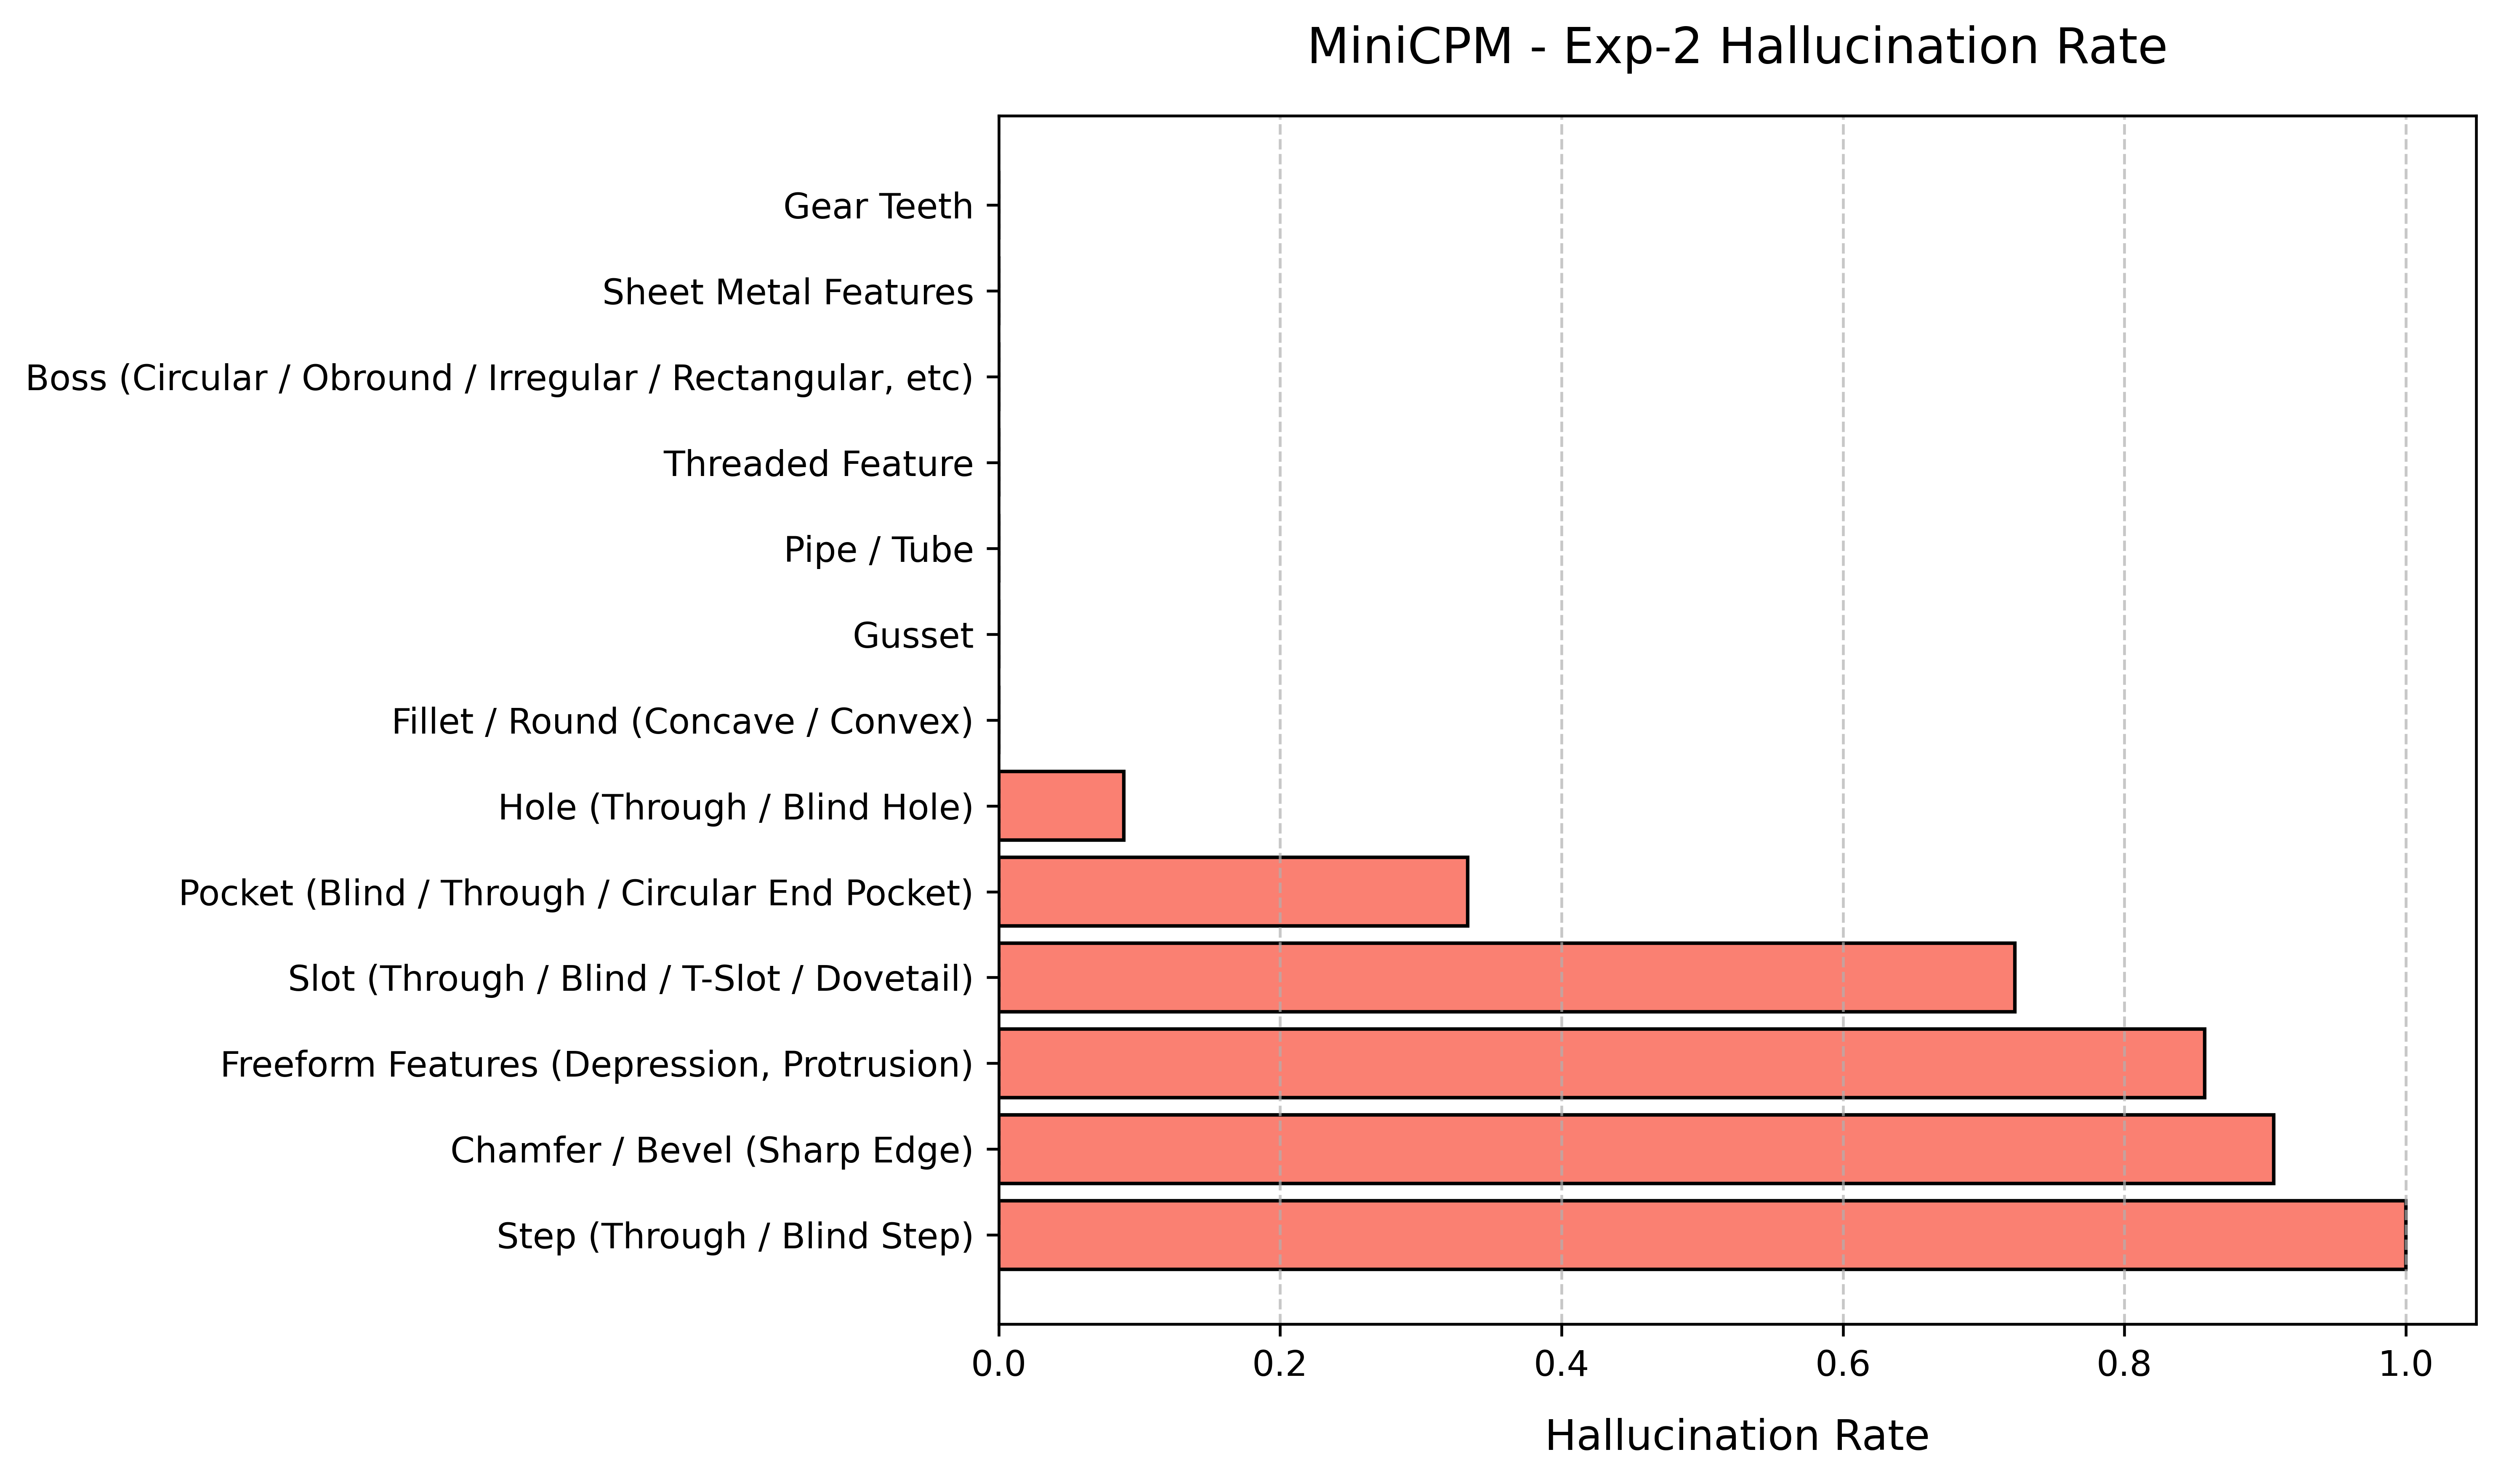 MiniCPM - Exp-2 Hallucination Rate
Gear Teeth
Sheet Metal Features
Boss (Circular / Obround / Irregular / Rectangular, etc)
Threaded Feature
Pipe / Tube
Gusset
Fillet / Round (Concave / Convex)
Hole (Through / Blind Hole)
Pocket (Blind / Through / Circular End Pocket)
Slot (Through / Blind / T-Slot / Dovetail)
Freeform Features (Depression, Protrusion)
Chamfer / Bevel (Sharp Edge)
Step (Through / Blind Step)
0.0 0.2 0.4 0.6 0.8 1.0
Hallucination Rate